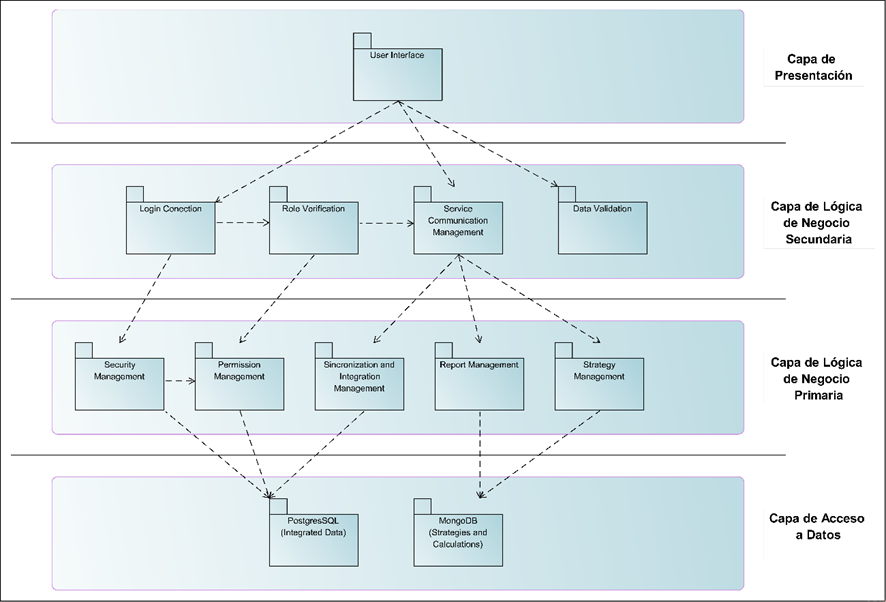 User Interface
Capa de
Presentación
Login Conection
Role Verification
Service
Communication
Management
Data Validation
Capa de Lógica
de Negocio
Secundaria
Security
Management
Permission
Management
Sincronization and
Integration
Management
Report Management
Strategy
Management
Capa de Lógica
de Negocio
Primaria
PostgresSQL
(Integrated Data)
MongoDB
(Strategies and
Calculations)
Capa de Acceso
a Datos